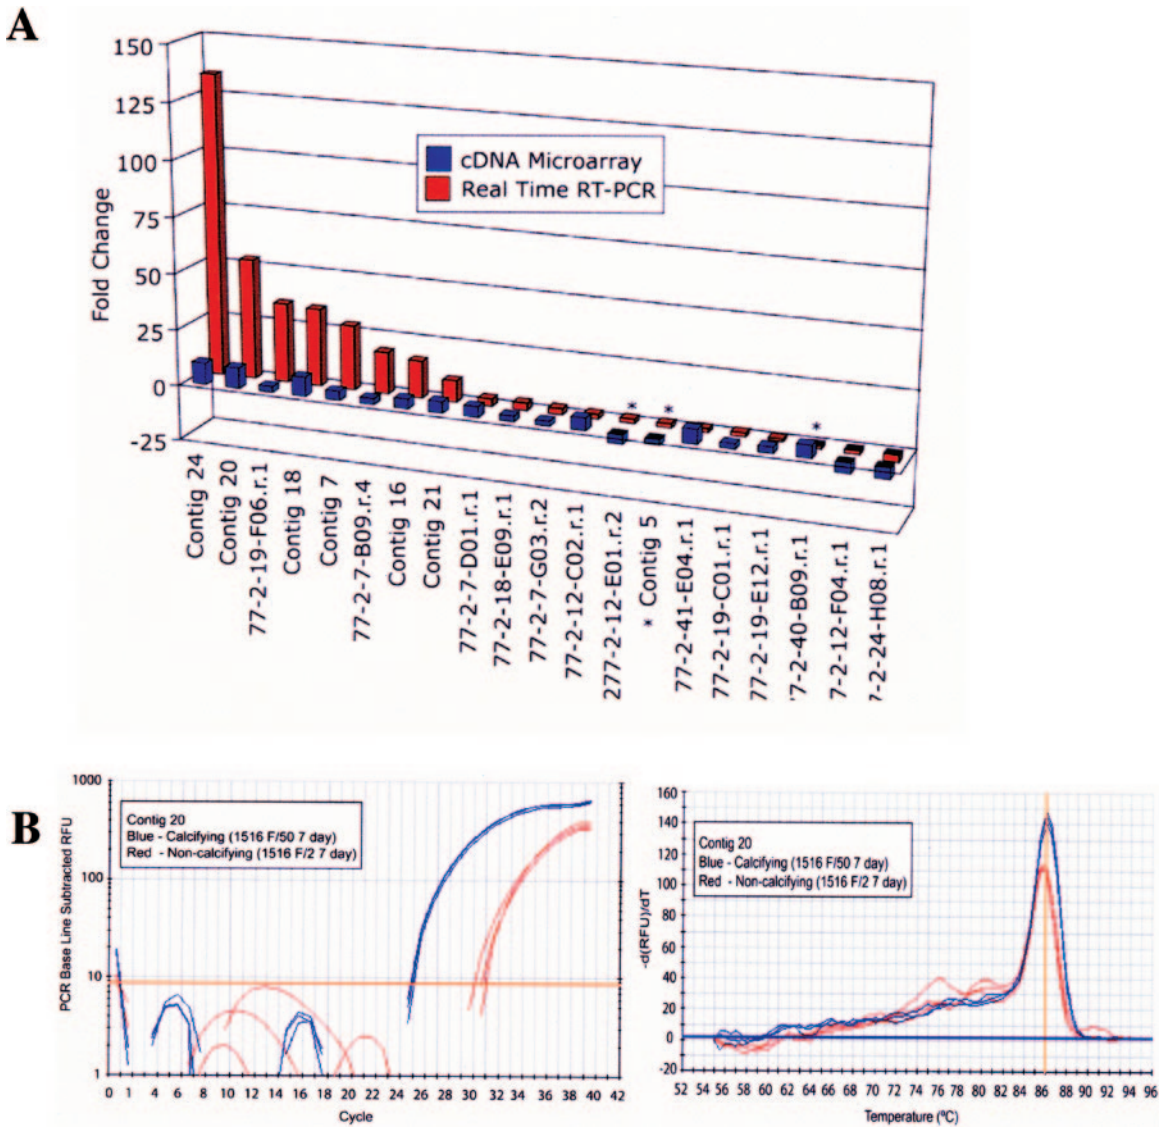 A
150
125
100
75
50
25
0
-25
Fold Change
cDNA Microarray
Real Time RT-PCR
*
*
*
Contig 24
Contig 20
77-2-19-F06.r.1
Contig 18
Contig 7
77-2-7-B09.r.4
Contig 16
Contig 21
77-2-7-D01.r.1
77-2-18-E09.r.1
77-2-7-G03.r.2
77-2-12-C02.r.1
277-2-12-E01.r.2
* Contig 5
77-2-41-E04.r.1
77-2-19-C01.r.1
77-2-19-E12.r.1
7-2-40-B09.r.1
7-2-12-F04.r.1
7-2-24-H08.r.1
B
1000
100
10
1
PCR Base Line Subtracted RFU
Contig 20
Blue - Calcifying (1516 F/50 7 day)
Red - Non-calcifying (1516 F/2 7 day)
0 1 4 6 8 10 12 14 16 18 20 22 24 26 28 30 32 34 36 38 40 42
Cycle
160
140
120
100
80
60
40
20
0
-20
-d(RFU)/dT
Contig 20
Blue - Calcifying (1516 F/50 7 day)
Red - Non-calcifying (1516 F/2 7 day)
52 54 56 58 60 62 64 66 68 70 72 74 76 78 80 82 84 86 88 90 92 94 96
Temperature (ºC)